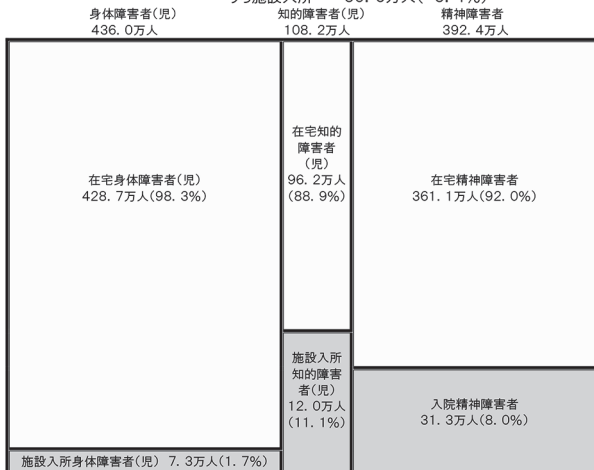 身体障害者(児)
436.0万人
知的障害者(児)
108.2万人
精神障害者
392.4万人
在宅身体障害者(児)
428.7万人(98.3%)
在宅知的
障害者
(児)
96.2万人
(88.9%)
在宅精神障害者
361.1万人(92.0%)
施設入所
知的障害
者(児)
12.0万人
(11.1%)
入院精神障害者
31.3万人(8.0%)
施設入所身体障害者(児) 7.3万人(1.7%)